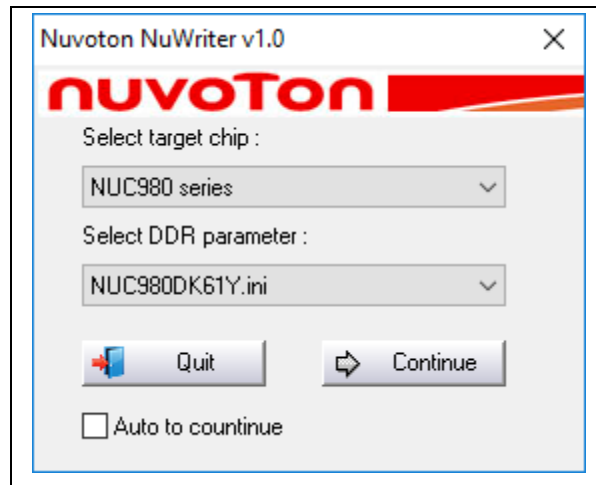 Nuvoton NuWriter v1.0
nuvoTon
Select target chip :
NUC980 series
Select DDR parameter :
NUC980DK61Y.ini
Quit
Continue
Auto to countinue